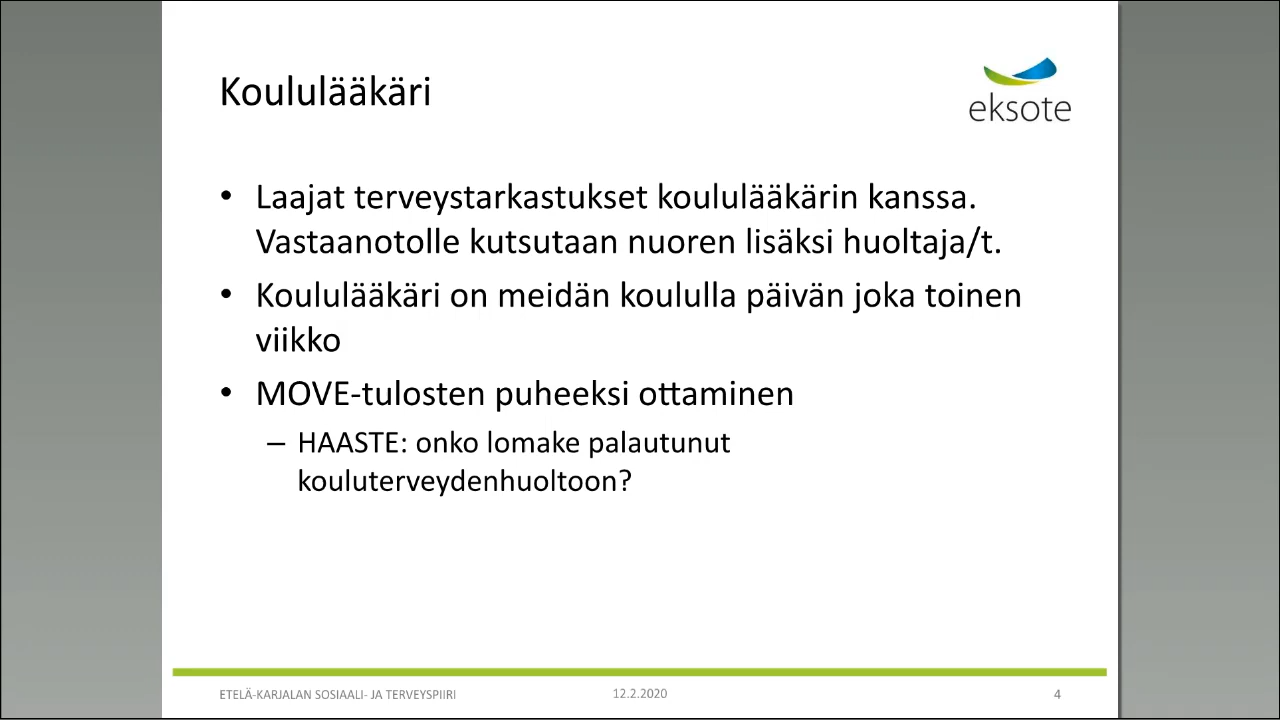 Koululääkäri
eksote
• Laajat terveystarkastukset koululääkärin kanssa.
Vastaanotolle kutsutaan nuoren lisäksi huoltaja/t.
• Koululääkäri on meidän koululla päivän joka toinen
viikko
• MOVE-tulosten puheeksi ottaminen
– HAASTE: onko lomake palautunut
kouluterveydenhuoltoon?
ETELÄ-KARJALAN SOSIAALI- JA TERVEYSPIIRI
12.2.2020
4